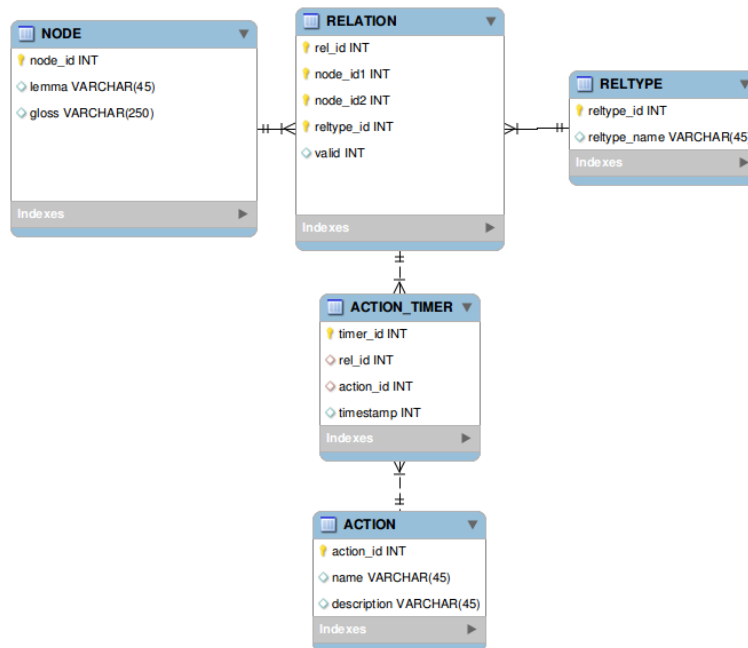 NODE
node_id INT
lemma VARCHAR(45)
gloss VARCHAR(250)
Indexes
RELATION
rel_id INT
node_id1 INT
node_id2 INT
reltype_id INT
valid INT
Indexes
RELTYPE
reltype_id INT
reltype_name VARCHAR(45
Indexes
ACTION_TIMER
timer_id INT
rel_id INT
action_id INT
timestamp INT
Indexes
ACTION
action_id INT
name VARCHAR(45)
description VARCHAR(45)
Indexes